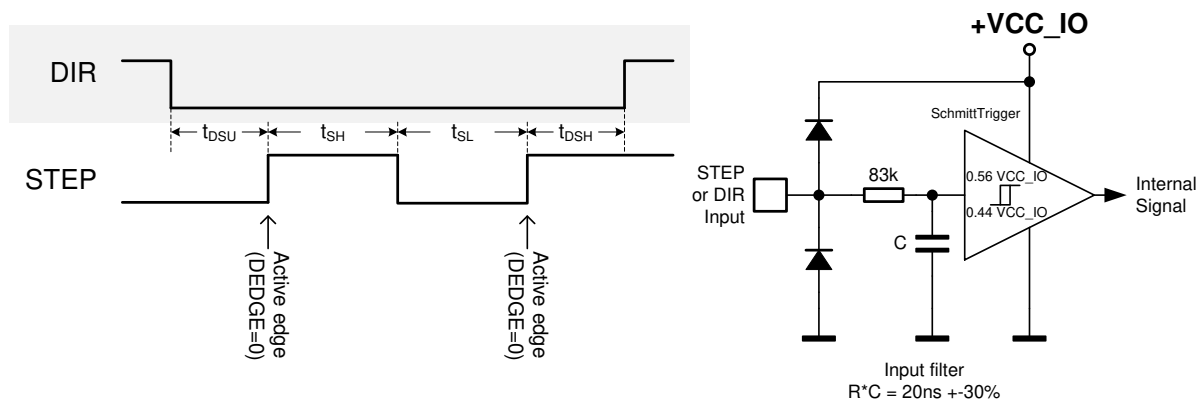 DIR
tDSU
tSH
tSL
tDSH
STEP
Active edge
(DEDGE=0)
Active edge
(DEDGE=0)
+VCC_IO
SchmittTrigger
STEP
or DIR
Input
83k
0.56 VCC_IO
0.44 VCC_IO
C
Internal
Signal
Input filter
R*C = 20ns +-30%